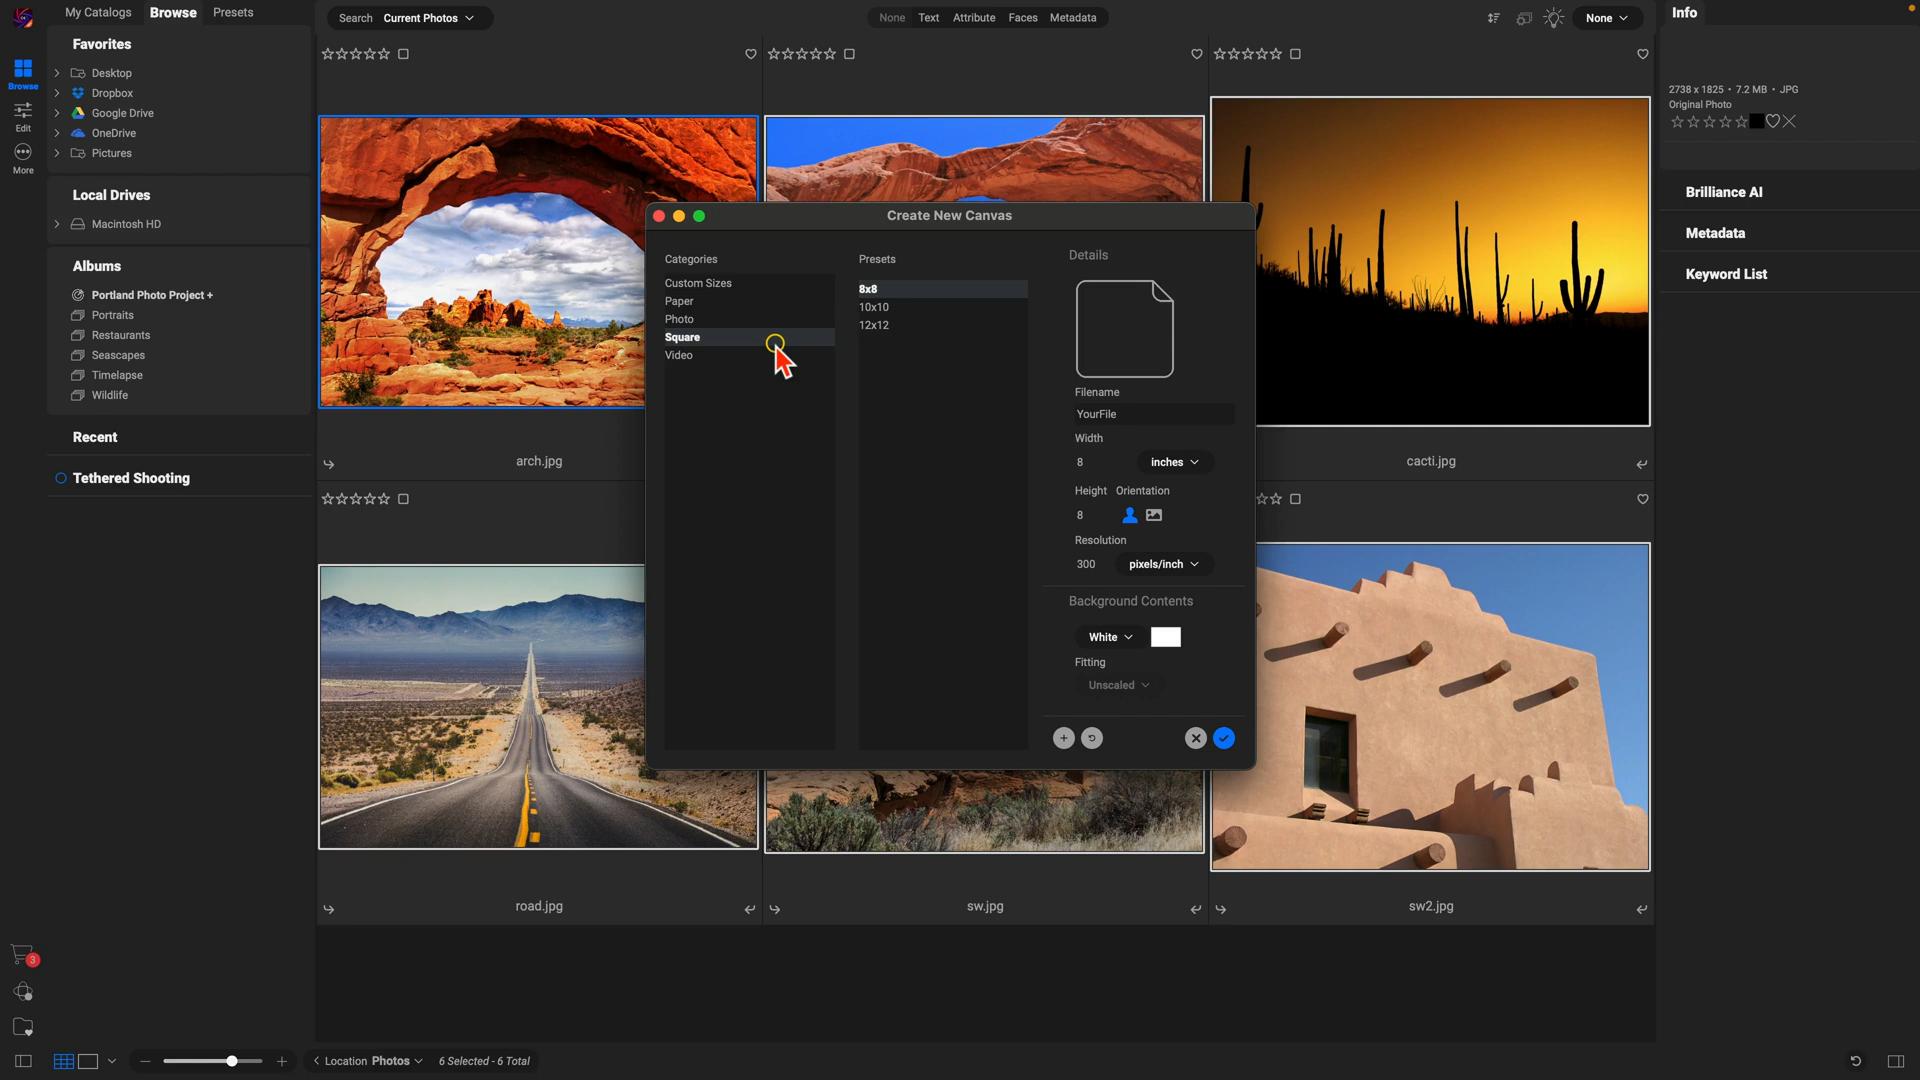 My Catalogs Browse Presets
Search Current Photos
None Text Attribute Faces Metadata
None
Info
Browse
Edit
More
Favorites
Desktop
Dropbox
Google Drive
OneDrive
Pictures
Local Drives
Macintosh HD
Albums
Portland Photo Project +
Portraits
Restaurants
Seascapes
Timelapse
Wildlife
Recent
Tethered Shooting
arch.jpg
cacti.jpg
road.jpg
sw.jpg
sw2.jpg
Create New Canvas
Categories
Custom Sizes
Paper
Photo
Square
Video
Presets
8x8
10x10
12x12
Details
Filename
YourFile
Width
8 inches
Height Orientation
8
Resolution
300 pixels/inch
Background Contents
White
Fitting
Unscaled
2738 x 1825 • 7.2 MB • JPG
Original Photo
Brilliance AI
Metadata
Keyword List
3
Location Photos 6 Selected - 6 Total